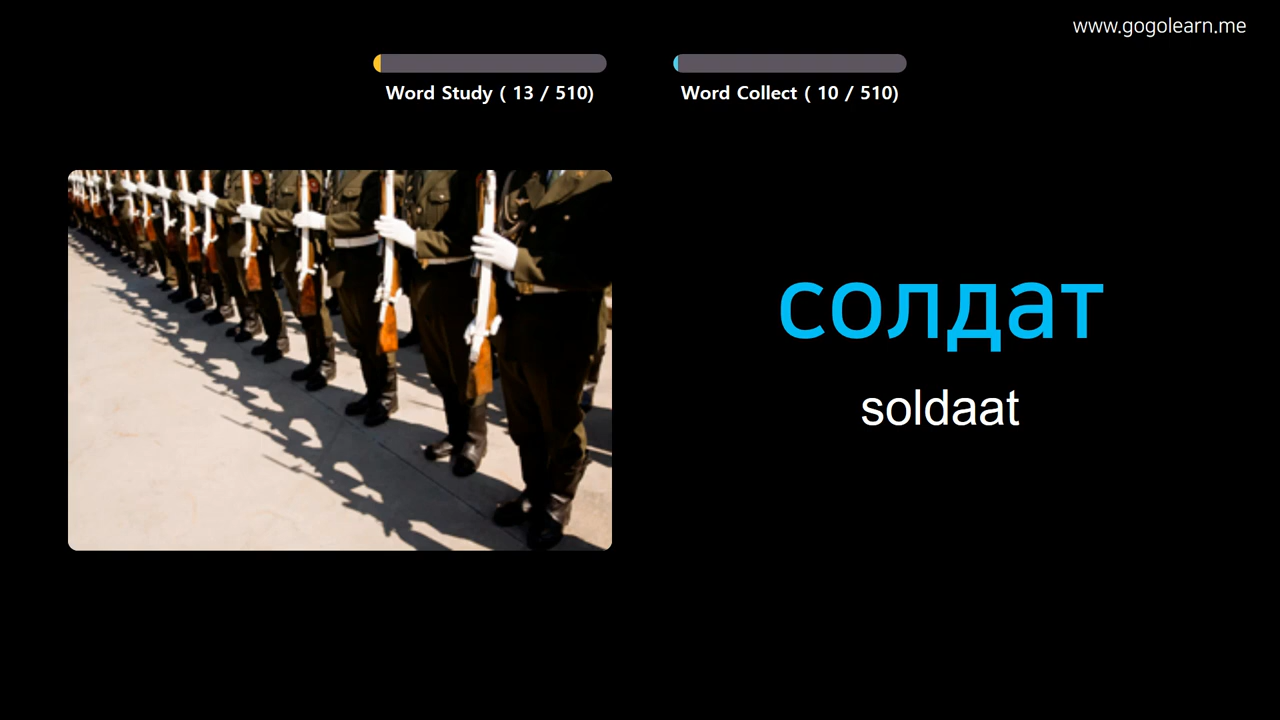 www.gogolearn.me
Word Study ( 13 / 510)
Word Collect ( 10 / 510)
солдат
soldaat